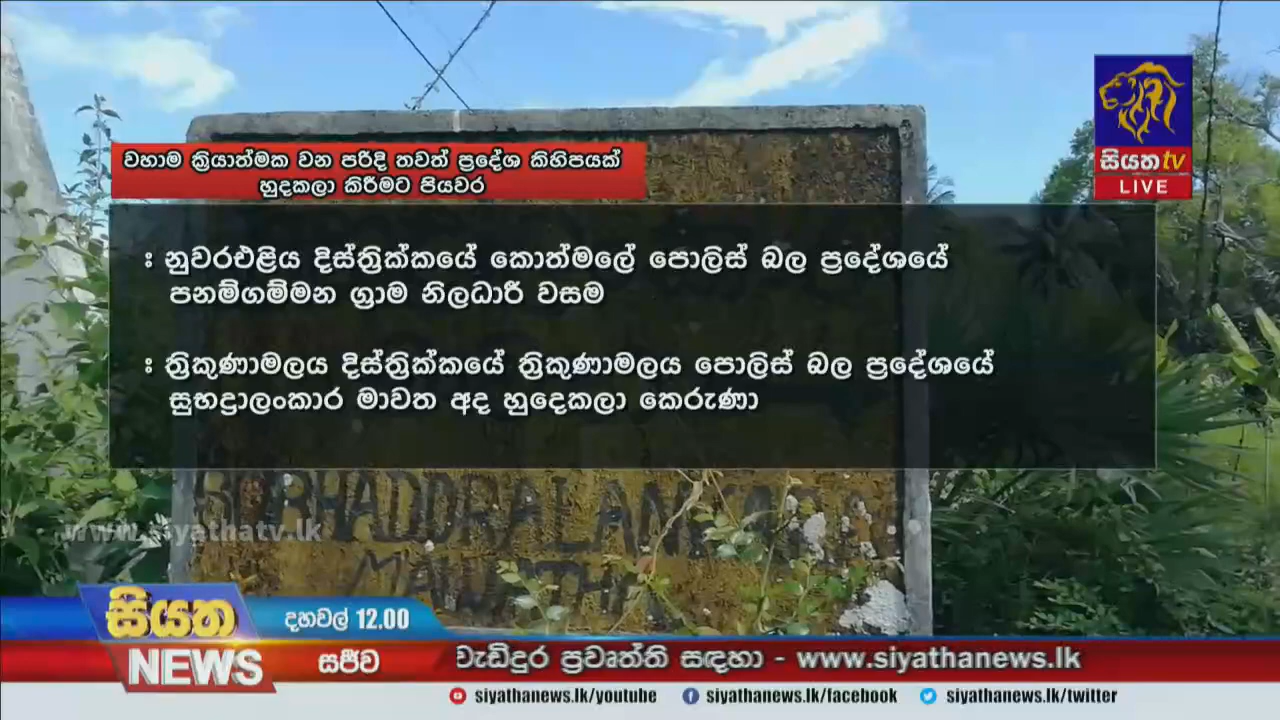 සියත tv
LIVE
වහාම ක්‍රියාත්මක වන පරිදි තවත් ප්‍රදේශ කිහිපයක්
හුදකලා කිරීමට පියවර
: නුවරඑළිය දිස්ත්‍රික්කයේ කොත්මලේ පොලිස් බල ප්‍රදේශයේ
පනම්ගම්මන ග්‍රාම නිලධාරී වසම
: ත්‍රිකුණාමලය දිස්ත්‍රික්කයේ ත්‍රිකුණාමලය පොලිස් බල ප්‍රදේශයේ
සුභද්‍රාලංකාර මාවත අද හුදෙකලා කෙරුණා
SOBHADDRALANKARA
MAWATHA
www.siyathatv.lk
සියත
NEWS
දහවල් 12.00
සජීව
වැඩිදුර ප්‍රවෘත්ති සඳහා - www.siyathanews.lk
siyathanews.lk/youtube siyathanews.lk/facebook siyathanews.lk/twitter